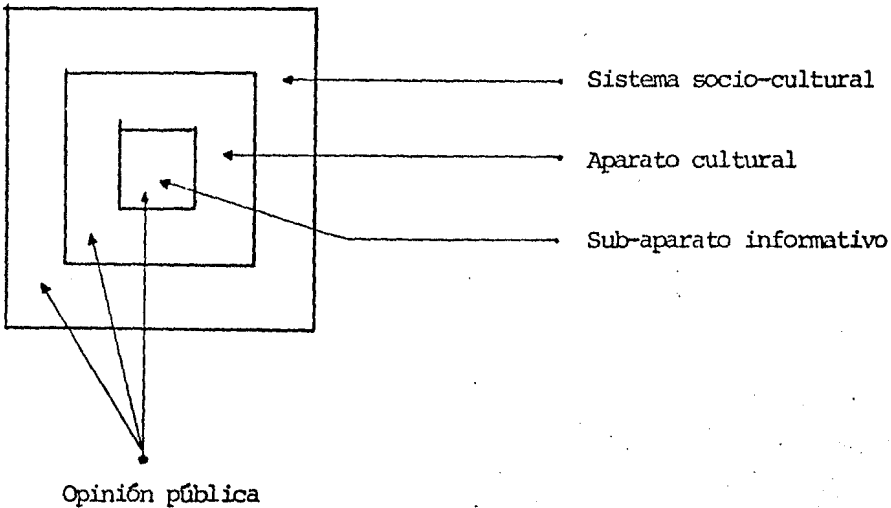 Sistema socio-cultural
Aparato cultural
Sub-aparato informativo
Opinión pública